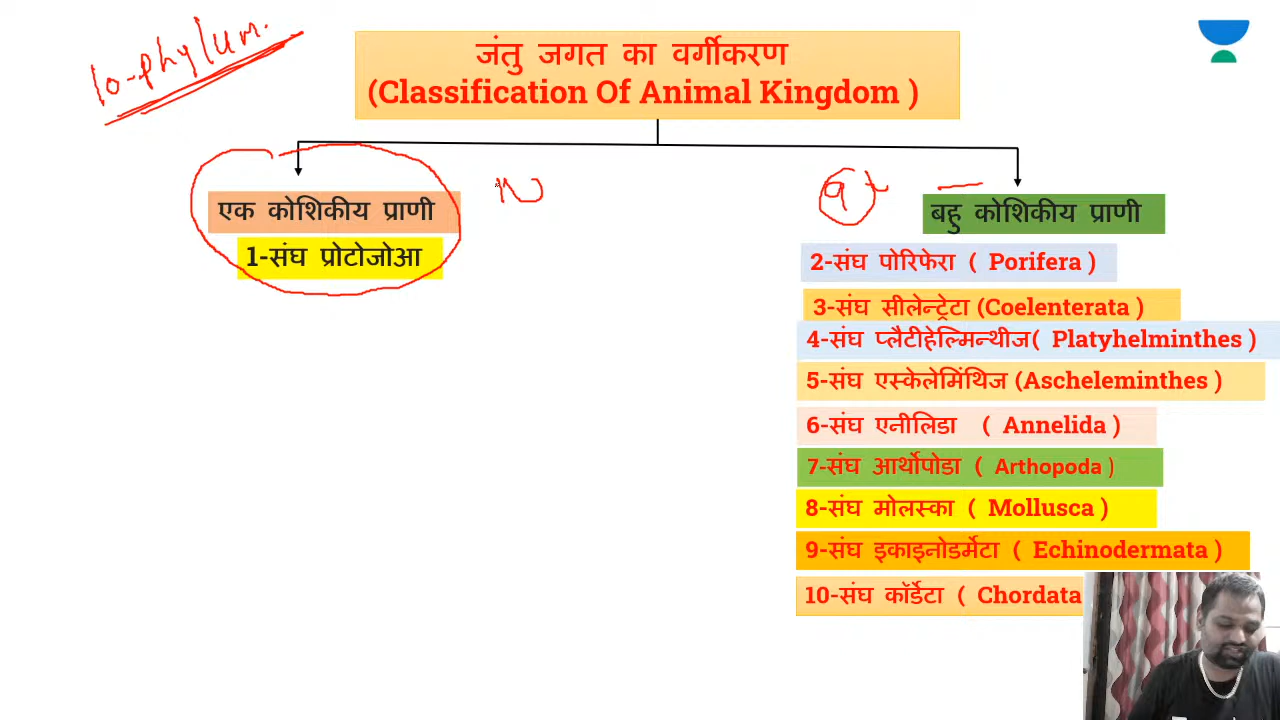 10-phylum.
जंतु जगत का वर्गीकरण
(Classification Of Animal Kingdom )
एक कोशिकीय प्राणी
1-संघ प्रोटोजोआ
9+
बहु कोशिकीय प्राणी
2-संघ पोरिफेरा ( Porifera )
3-संघ सीलेन्ट्रेटा (Coelenterata )
4-संघ प्लैटीहेल्मिन्थीज( Platyhelminthes )
5-संघ एस्केलेमिंथिज (Ascheleminthes )
6-संघ एनीलिडा ( Annelida )
7-संघ आर्थोपोडा ( Arthopoda )
8-संघ मोलस्का ( Mollusca )
9-संघ इकाइनोडर्मेटा ( Echinodermata )
10-संघ कॉर्डेटा ( Chordata